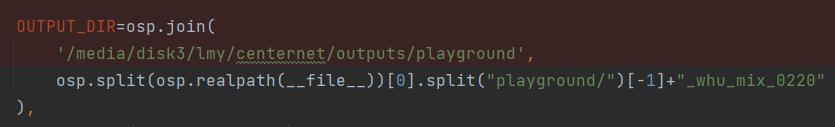 OUTPUT_DIR=osp.join(
'/media/disk3/lmy/centernet/outputs/playground',
osp.split(osp.realpath(__file__))[0].split("playground/")[-1]+"_whu_mix_0220"
),